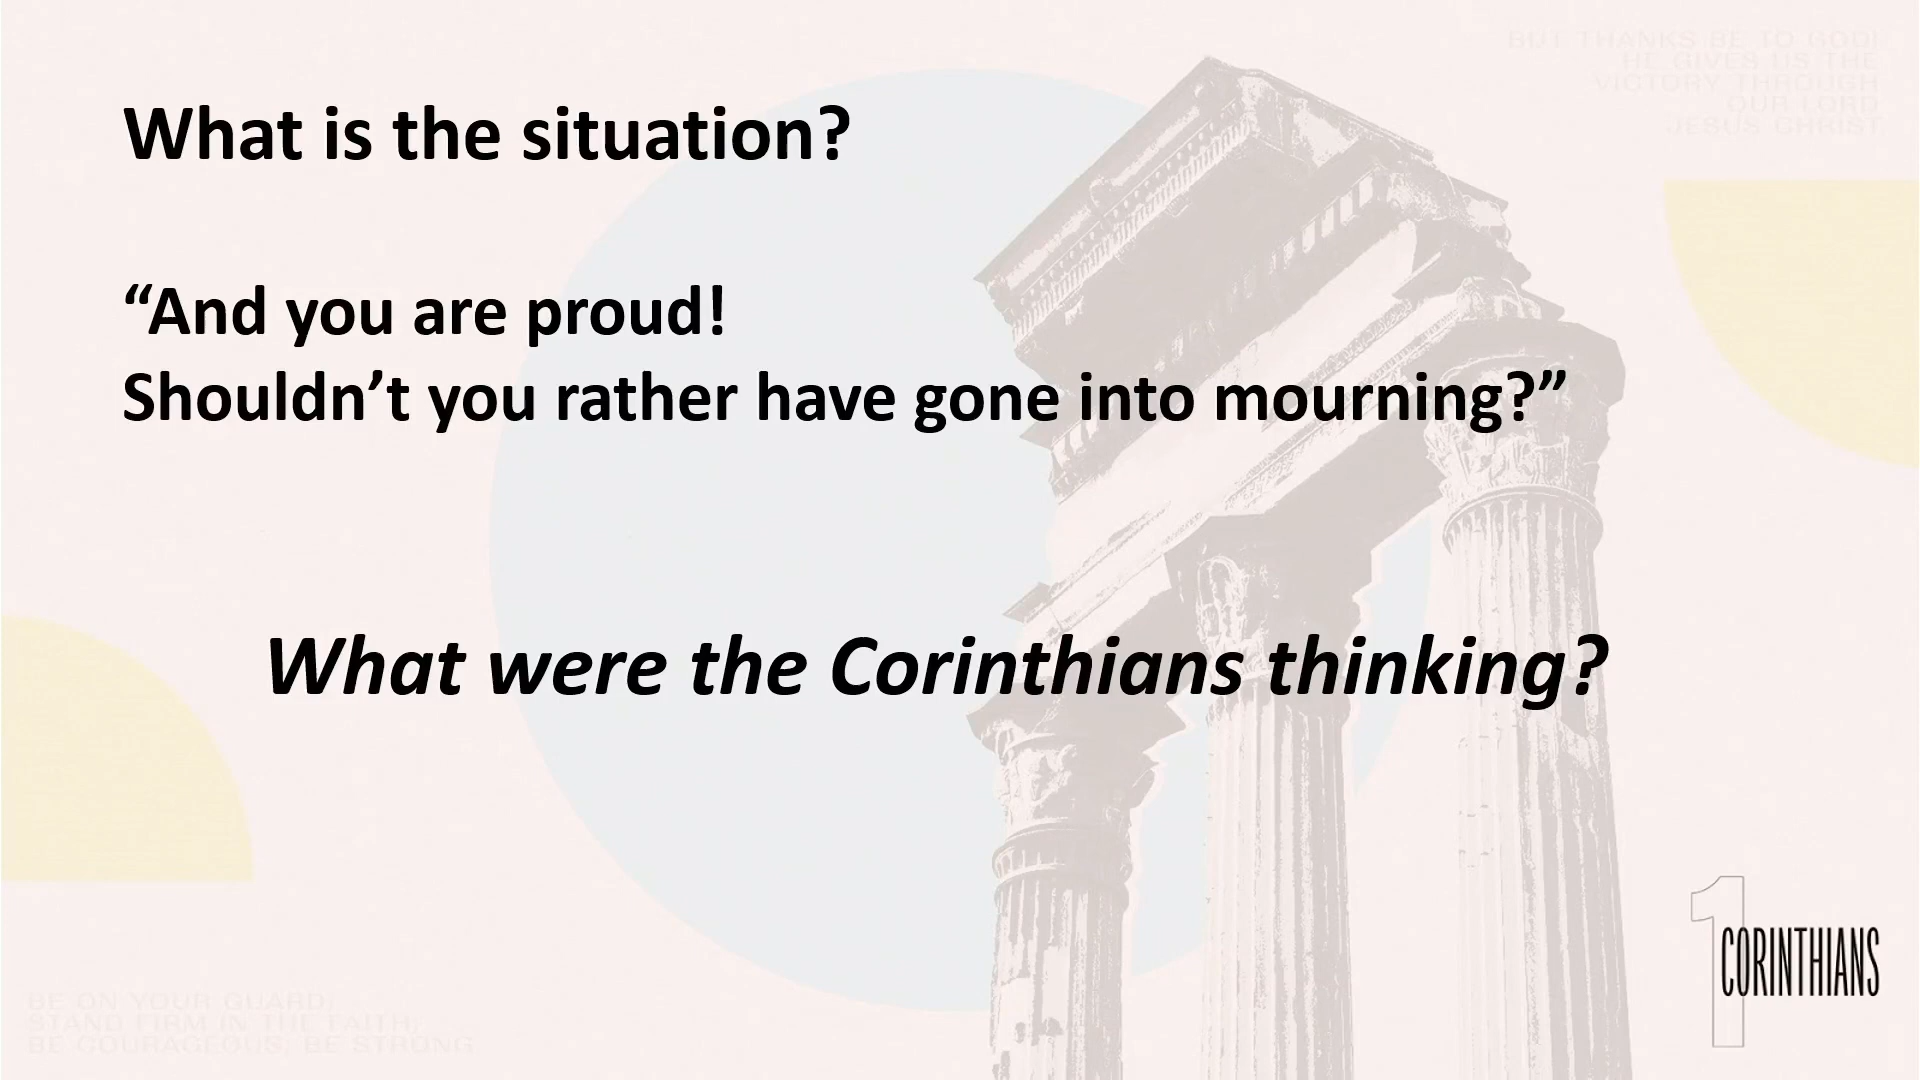 BUT THANKS BE TO GOD!
HE GIVES US THE
VICTORY THROUGH
OUR LORD
JESUS CHRIST
What is the situation?
“And you are proud!
Shouldn’t you rather have gone into mourning?”
What were the Corinthians thinking?
1 CORINTHIANS
BE ON YOUR GUARD;
STAND FIRM IN THE FAITH;
BE COURAGEOUS; BE STRONG